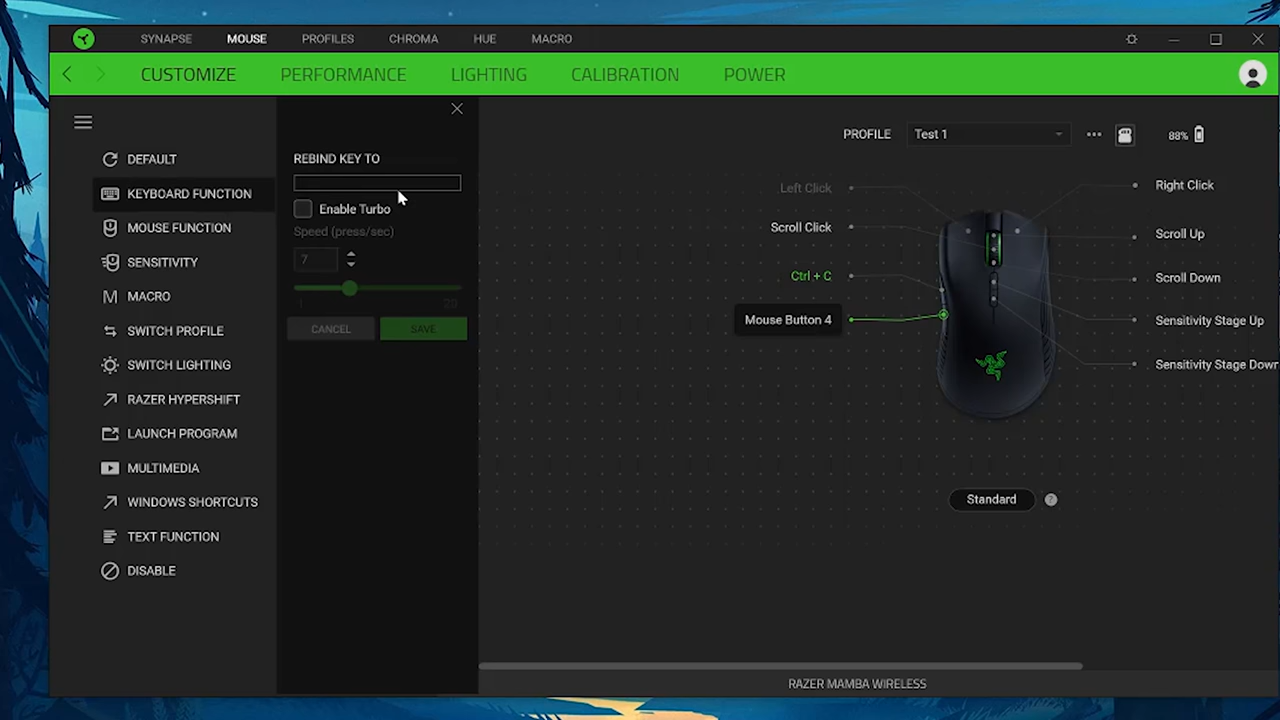 SYNAPSE MOUSE PROFILES CHROMA HUE MACRO
CUSTOMIZE PERFORMANCE LIGHTING CALIBRATION POWER
DEFAULT
KEYBOARD FUNCTION
MOUSE FUNCTION
SENSITIVITY
MACRO
SWITCH PROFILE
SWITCH LIGHTING
RAZER HYPERSHIFT
LAUNCH PROGRAM
MULTIMEDIA
WINDOWS SHORTCUTS
TEXT FUNCTION
DISABLE
REBIND KEY TO
Enable Turbo
Speed (press/sec)
7
1 20
CANCEL SAVE
PROFILE Test 1 88%
Left Click
Scroll Click
Ctrl + C
Mouse Button 4
Right Click
Scroll Up
Scroll Down
Sensitivity Stage Up
Sensitivity Stage Down
Standard ?
RAZER MAMBA WIRELESS